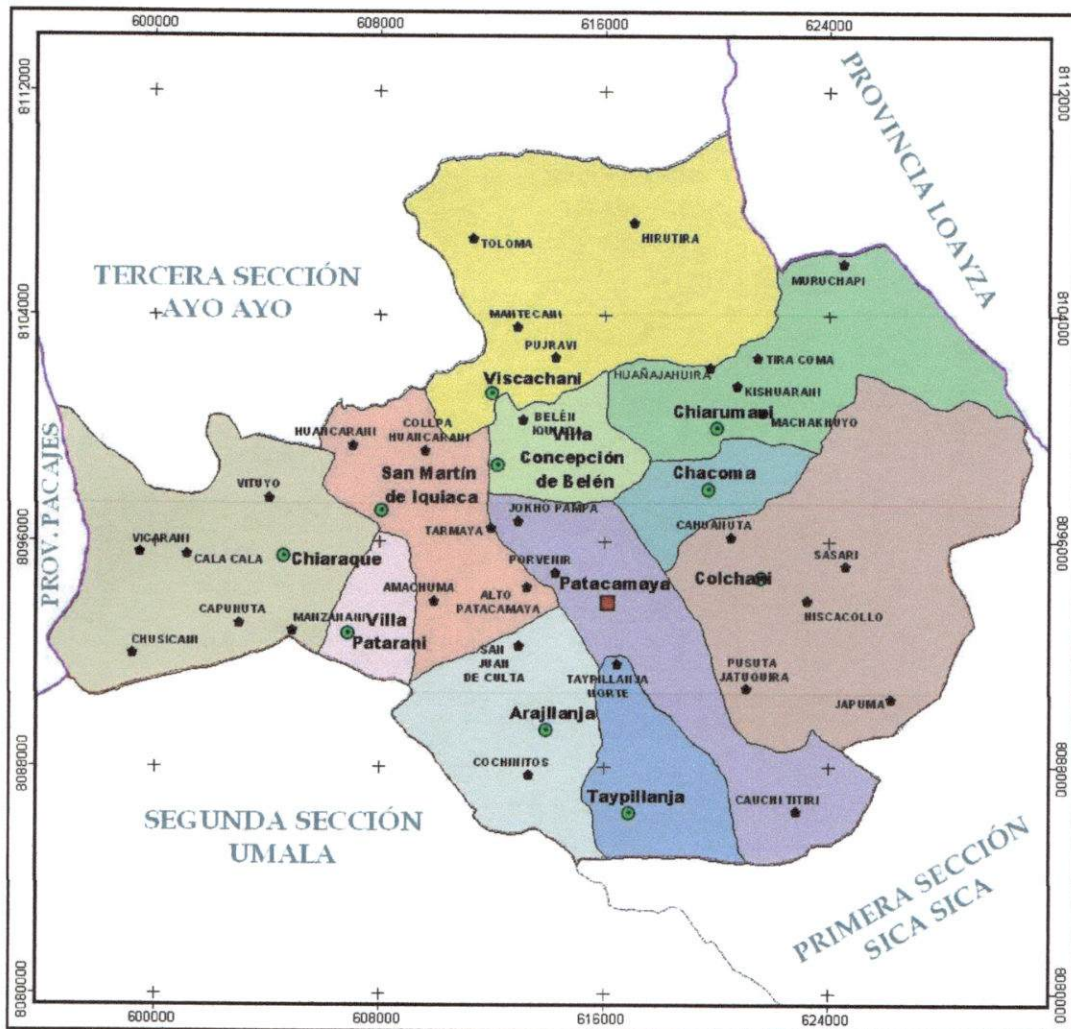 600000
608000
616000
624000
8112000
8112000
PROVINCIA LOAYZA
TOLOMA
HIRUTIRA
TERCERA SECCIÓN
AYO AYO
MURUCHAPI
8104000
8104000
MANTECANI
PUJRAVI
TIRA COMA
HUAÑAJAHUIRA
Viscachani
KISHUARANI
BELÉN
IQUIACA
Chiarumani
MACHAKHUYO
HUANCARANI
COLLPA
HUANCARANI
Villa
Concepción
de Belén
San Martín
de Iquiaca
Chacoma
PROV. PACAJES
VITUYO
JOKHO PAMPA
TARMAYA
CAHUANUTA
8096000
8096000
VICARANI
CALA CALA
Chiaraque
PORVENIR
Patacamaya
SASARI
Colchani
AMACHUMA
ALTO
PATACAMAYA
NISCACOLLO
CAPUNUTA
MANZANANI
Villa
Patarani
CHUSICANI
SAN
JUAN
DE CULTA
TAYPILLANJA
NORTE
PUSUTA
JATUQUIRA
JAPUMA
Arajllanja
8088000
8088000
COCHINITOS
Taypillanja
CAUCHI TITIRI
SEGUNDA SECCIÓN
UMALA
PRIMERA SECCIÓN
SICA SICA
8080000
8080000
600000
608000
616000
624000